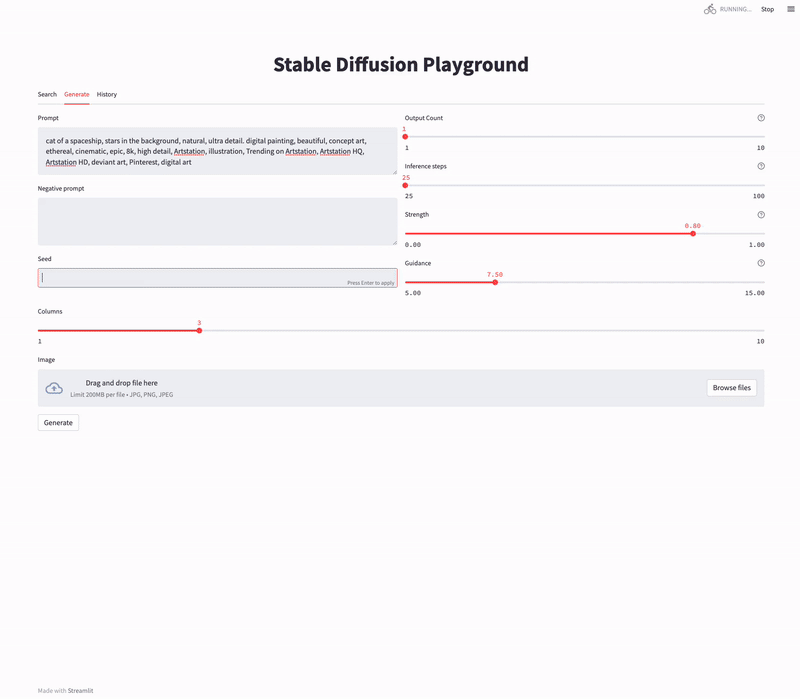 RUNNING...
Stop
Stable Diffusion Playground
Search Generate History
Prompt
cat of a spaceship, stars in the background, natural, ultra detail. digital painting, beautiful, concept art,
ethereal, cinematic, epic, 8k, high detail, Artstation, illustration, Trending on Artstation, Artstation HQ,
Artstation HD, deviant art, Pinterest, digital art
Negative prompt
Seed
Press Enter to apply
Output Count
1
1 10
Inference steps
25
25 100
Strength
0.80
0.00 1.00
Guidance
7.50
5.00 15.00
Columns
3
1 10
Image
Drag and drop file here
Limit 200MB per file • JPG, PNG, JPEG
Browse files
Generate
Made with Streamlit